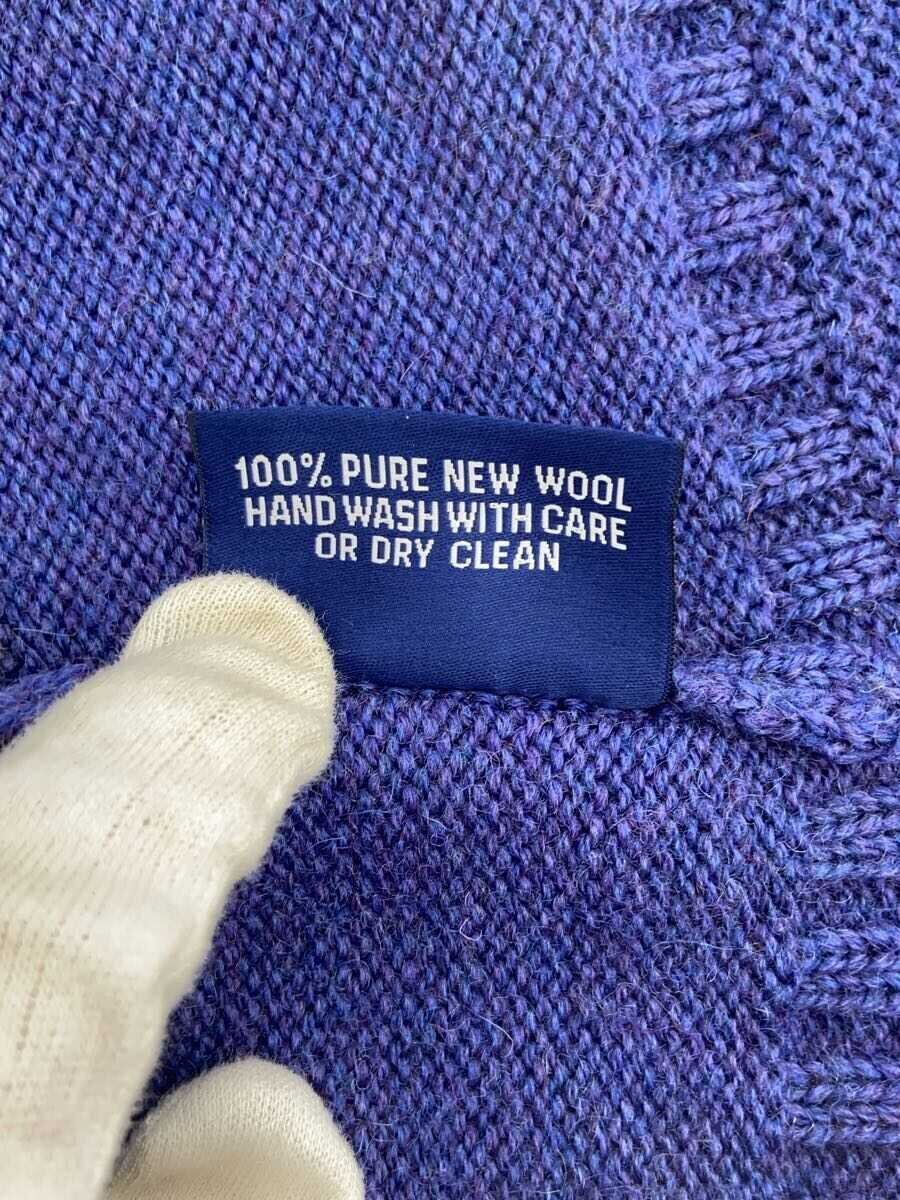 100% PURE NEW WOOL
HAND WASH WITH CARE
OR DRY CLEAN